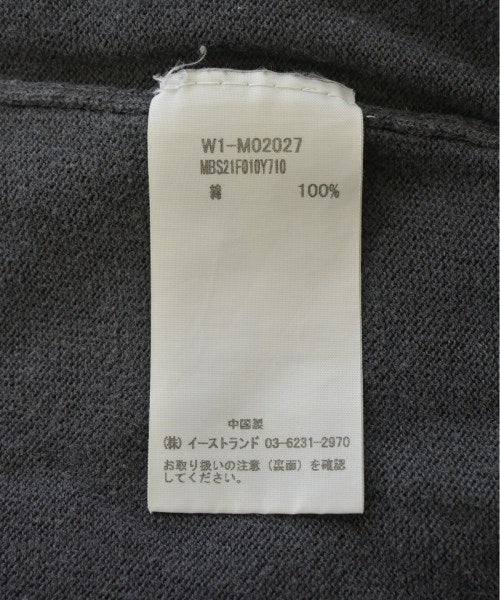 W1-M02027
MBS21F010Y710
綿 100%
中国製
(株) イーストランド 03-6231-2970
お取り扱いの注意（裏面）を確認
してください。